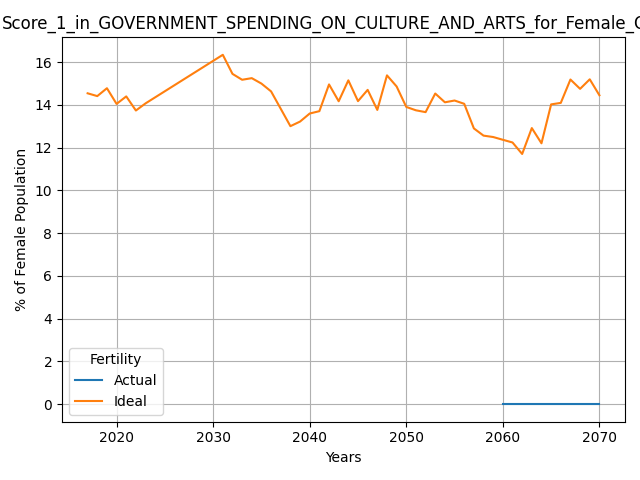 Score_1_in_GOVERNMENT_SPENDING_ON_CULTURE_AND_ARTS_for_Female_
16
14
12
10
8
6
4
2
0
% of Female Population
Fertility
Actual
Ideal
2020 2030 2040 2050 2060 2070
Years